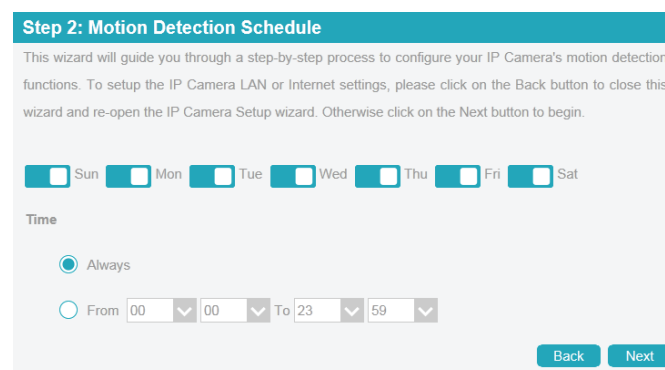 Step 2: Motion Detection Schedule
This wizard will guide you through a step-by-step process to configure your IP Camera's motion detection
functions. To setup the IP Camera LAN or Internet settings, please click on the Back button to close this
wizard and re-open the IP Camera Setup wizard. Otherwise click on the Next button to begin.
Sun Mon Tue Wed Thu Fri Sat
Time
Always
From 00 00 To 23 59
Back Next